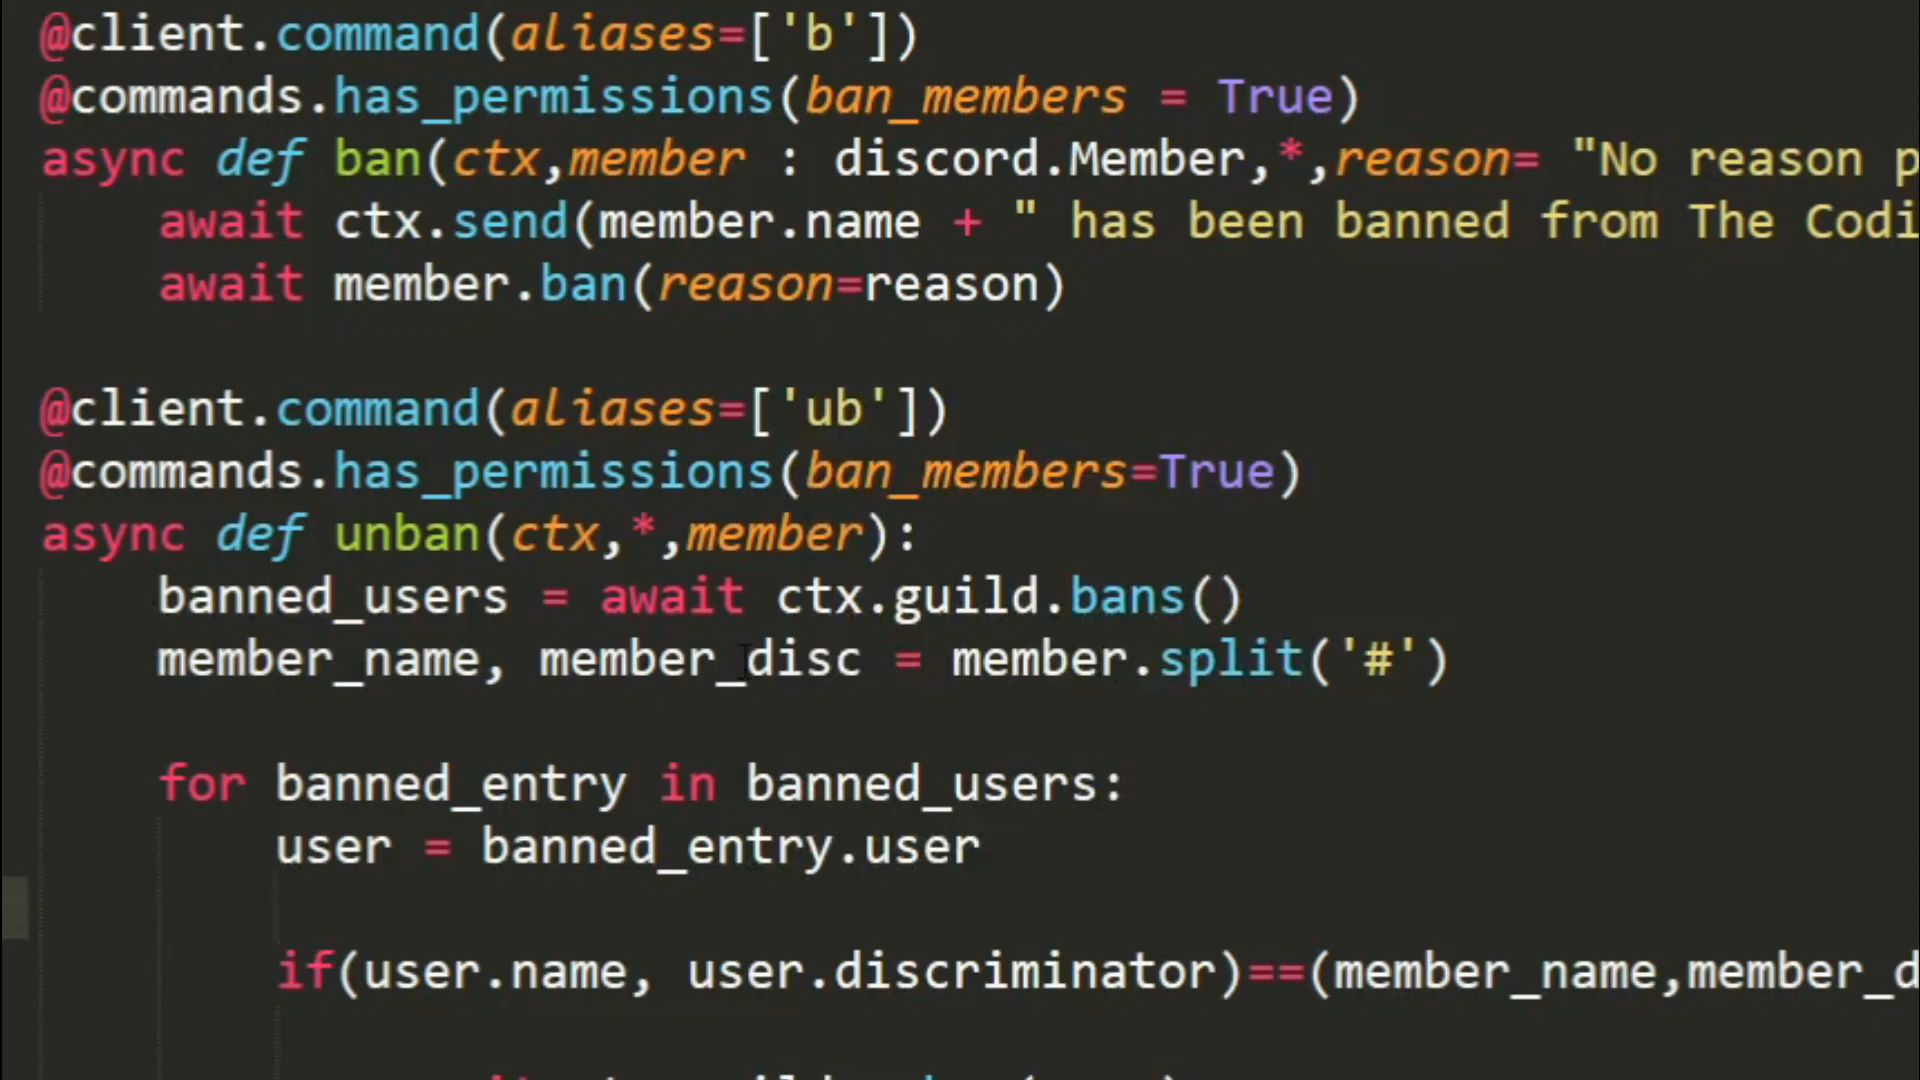 @client.command(aliases=['b'])
@commands.has_permissions(ban_members = True)
async def ban(ctx,member : discord.Member,*,reason= "No reason
await ctx.send(member.name + " has been banned from The
await member.ban(reason=reason)
@client.command(aliases=['ub'])
@commands.has_permissions(ban_members=True)
async def unban(ctx,*,member):
banned_users = await ctx.guild.bans()
member_name, member_disc = member.split('#')
for banned_entry in banned_users:
user = banned_entry.user
if(user.name, user.discriminator)==(member_name,member_d